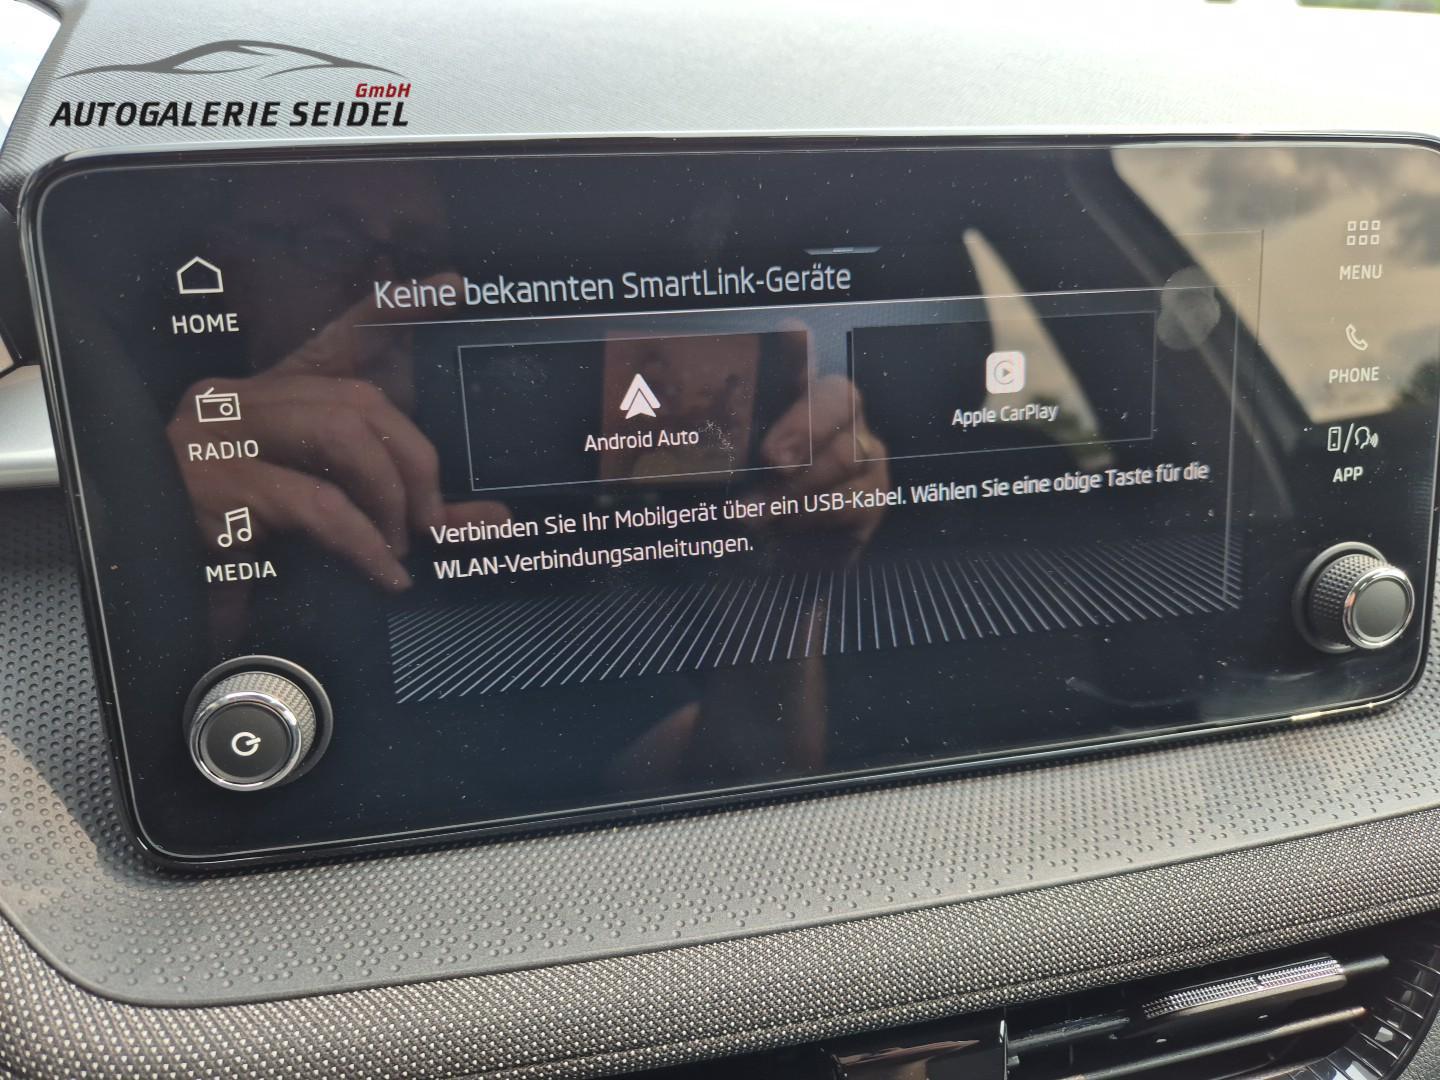 GmbH
AUTOGALERIE SEIDEL
HOME
RADIO
MEDIA
Keine bekannten SmartLink-Geräte
Android Auto
Apple CarPlay
Verbinden Sie Ihr Mobilgerät über ein USB-Kabel. Wählen Sie eine obige Taste für die
WLAN-Verbindungsanleitungen.
MENU
PHONE
APP